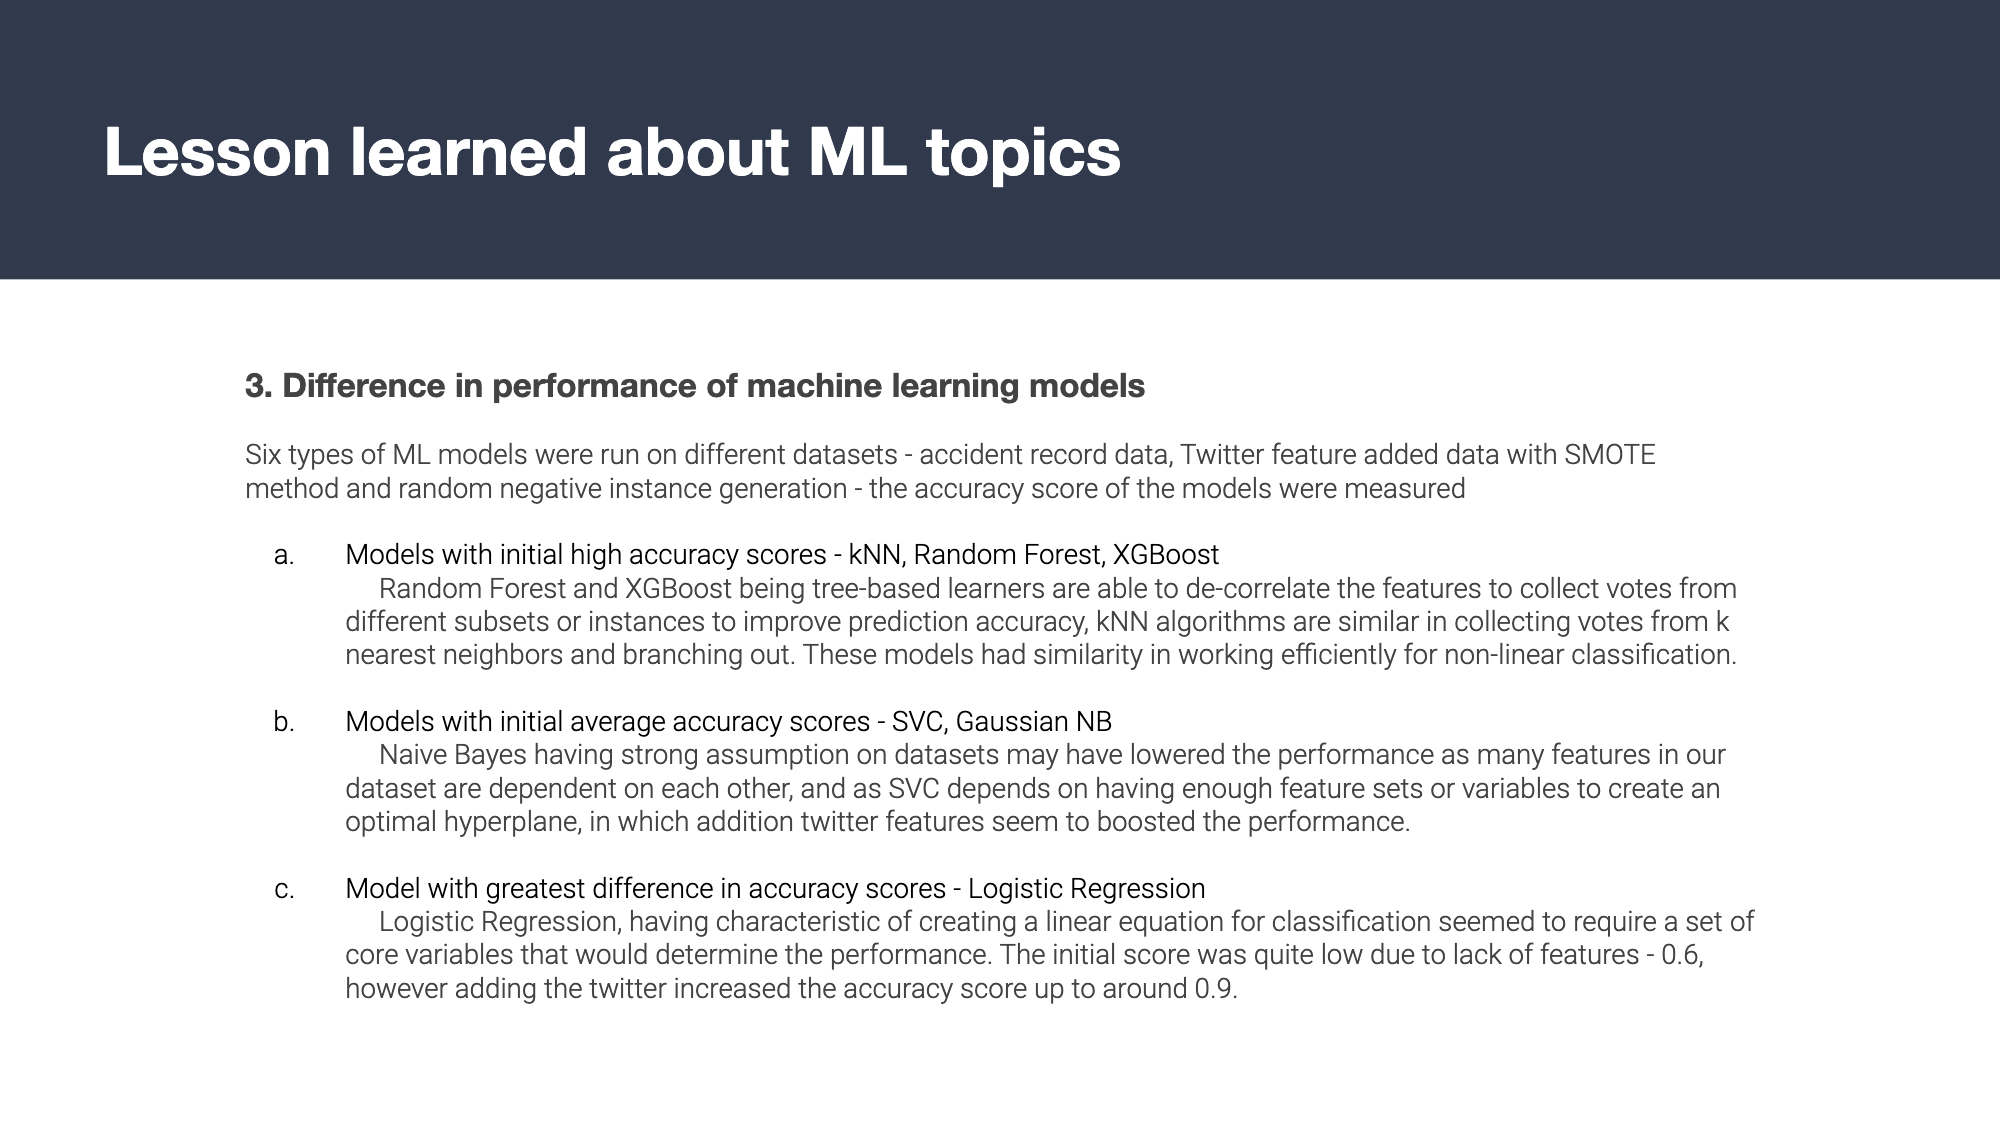 Lesson learned about ML topics
3. Difference in performance of machine learning models
Six types of ML models were run on different datasets - accident record data, Twitter feature added data with SMOTE
method and random negative instance generation - the accuracy score of the models were measured
a. Models with initial high accuracy scores - kNN, Random Forest, XGBoost
Random Forest and XGBoost being tree-based learners are able to de-correlate the features to collect votes from
different subsets or instances to improve prediction accuracy, kNN algorithms are similar in collecting votes from k
nearest neighbors and branching out. These models had similarity in working efficiently for non-linear classification.
b. Models with initial average accuracy scores - SVC, Gaussian NB
Naive Bayes having strong assumption on datasets may have lowered the performance as many features in our
dataset are dependent on each other, and as SVC depends on having enough feature sets or variables to create an
optimal hyperplane, in which addition twitter features seem to boosted the performance.
c. Model with greatest difference in accuracy scores - Logistic Regression
Logistic Regression, having characteristic of creating a linear equation for classification seemed to require a set of
core variables that would determine the performance. The initial score was quite low due to lack of features - 0.6,
however adding the twitter increased the accuracy score up to around 0.9.